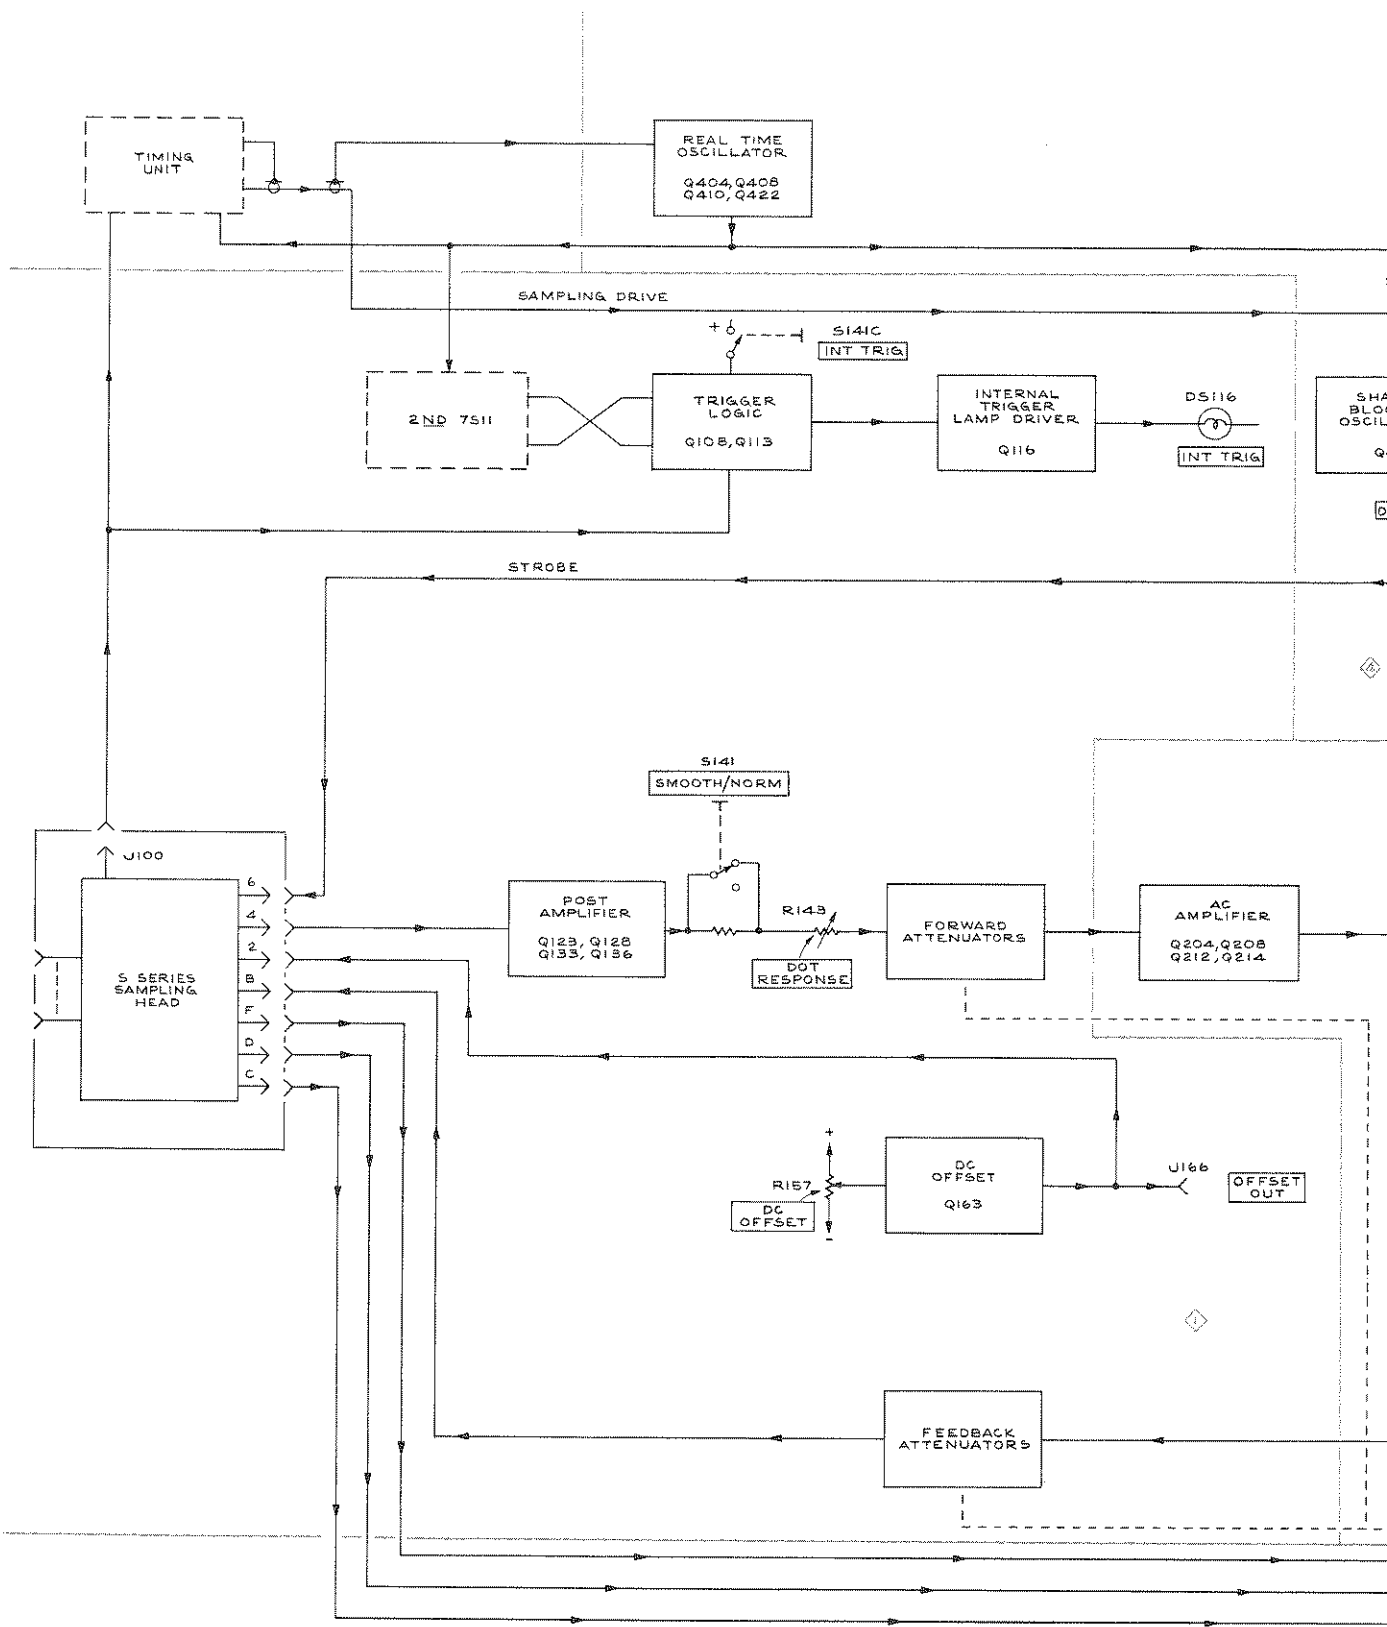 TIMING
UNIT
REAL TIME
OSCILLATOR
Q404, Q408
Q410, Q422
SAMPLING DRIVE
+
S141C
INT TRIG
2ND 7S11
TRIGGER
LOGIC
Q108, Q113
INTERNAL
TRIGGER
LAMP DRIVER
Q116
DS116
INT TRIG
STROBE
4
S141
SMOOTH/NORM
J100
6
4
2
B
F
D
C
S SERIES
SAMPLING
HEAD
POST
AMPLIFIER
Q123, Q128
Q133, Q136
R143
DOT
RESPONSE
FORWARD
ATTENUATORS
AC
AMPLIFIER
Q204, Q208
Q212, Q214
+
R157
DC
OFFSET
-
DC
OFFSET
Q163
J166
OFFSET
OUT
1
FEEDBACK
ATTENUATORS